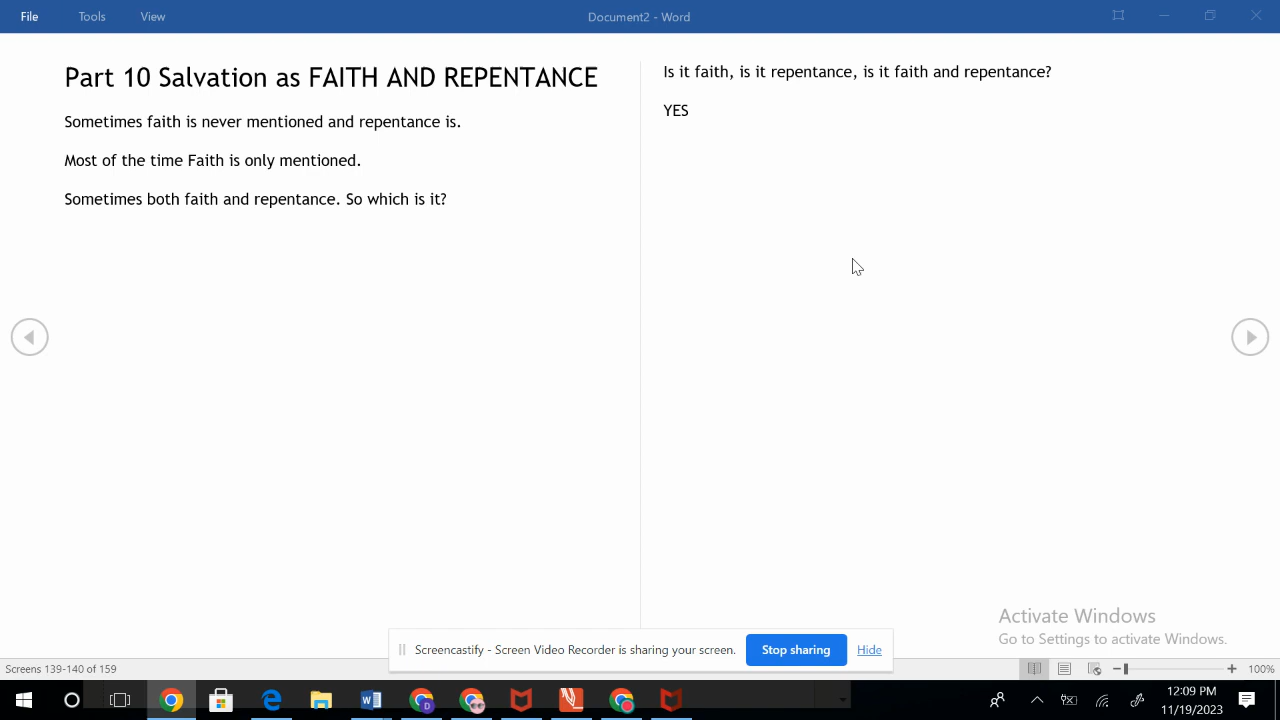 File Tools View Document2 - Word
Part 10 Salvation as FAITH AND REPENTANCE
Sometimes faith is never mentioned and repentance is.
Most of the time Faith is only mentioned.
Sometimes both faith and repentance. So which is it?
Is it faith, is it repentance, is it faith and repentance?
YES
Activate Windows
Go to Settings to activate Windows.
Screencastify - Screen Video Recorder is sharing your screen. Stop sharing Hide
Screens 139-140 of 159
100%
12:09 PM
11/19/2023